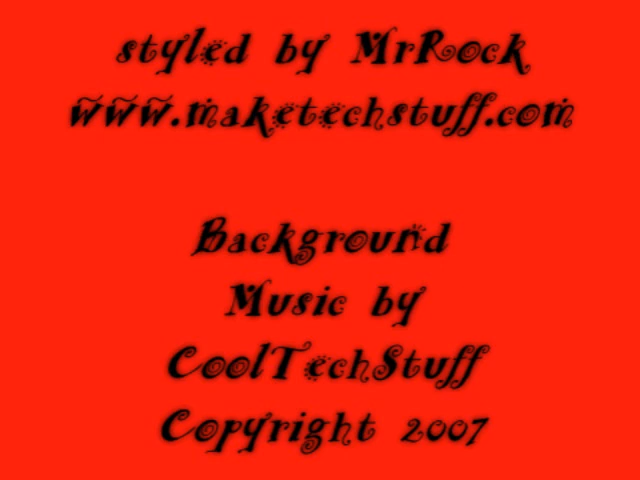 styled by MrRock
www.maketechstuff.com
Background
Music by
CoolTechStuff
Copyright 2007